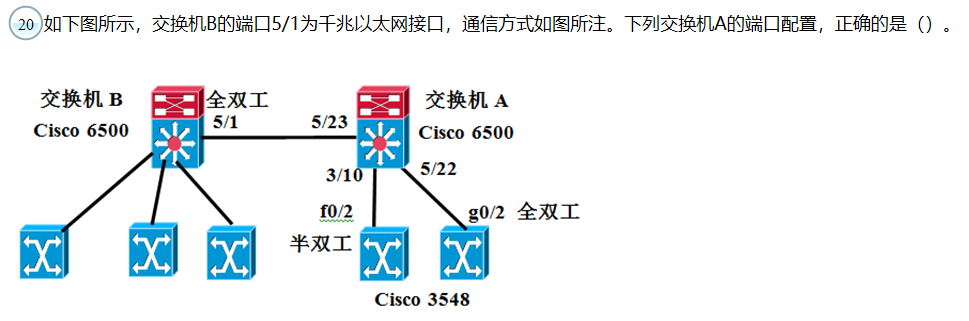 20 如下图所示，交换机B的端口5/1为千兆以太网接口，通信方式如图所注。下列交换机A的端口配置，正确的是（）。
交换机 B
全双工
交换机 A
Cisco 6500
5/1
5/23
Cisco 6500
3/10
5/22
f0/2
g0/2 全双工
半双工
Cisco 3548